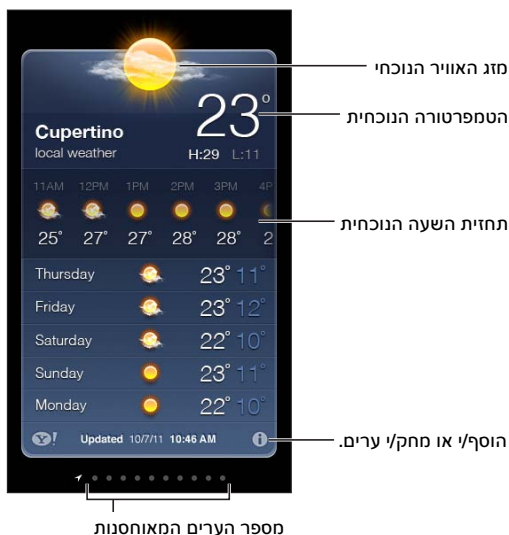 מזג האוויר הנוכחי
23°
הטמפרטורה הנוכחית
Cupertino
local weather
H:29 L:11
11AM 12PM 1PM 2PM 3PM 4P
תחזית השעה הנוכחית
25° 27° 27° 28° 28° 2
Thursday 23° 11°
Friday 23° 12°
Saturday 22° 10°
Sunday 23° 11°
Monday 22° 10°
Y! Updated 10/7/11 10:46 AM i
הוסף/י או מחק/י ערים.
מספר הערים המאוחסנות